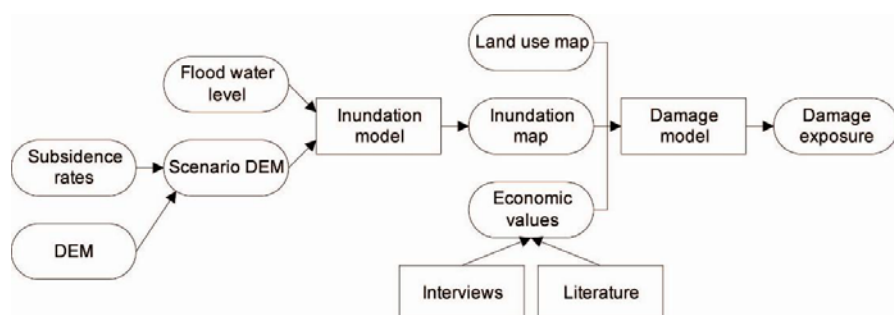 Land use map
Flood water
level
Inundation
model
Inundation
map
Damage
model
Damage
exposure
Subsidence
rates
Scenario DEM
Economic
values
DEM
Interviews
Literature